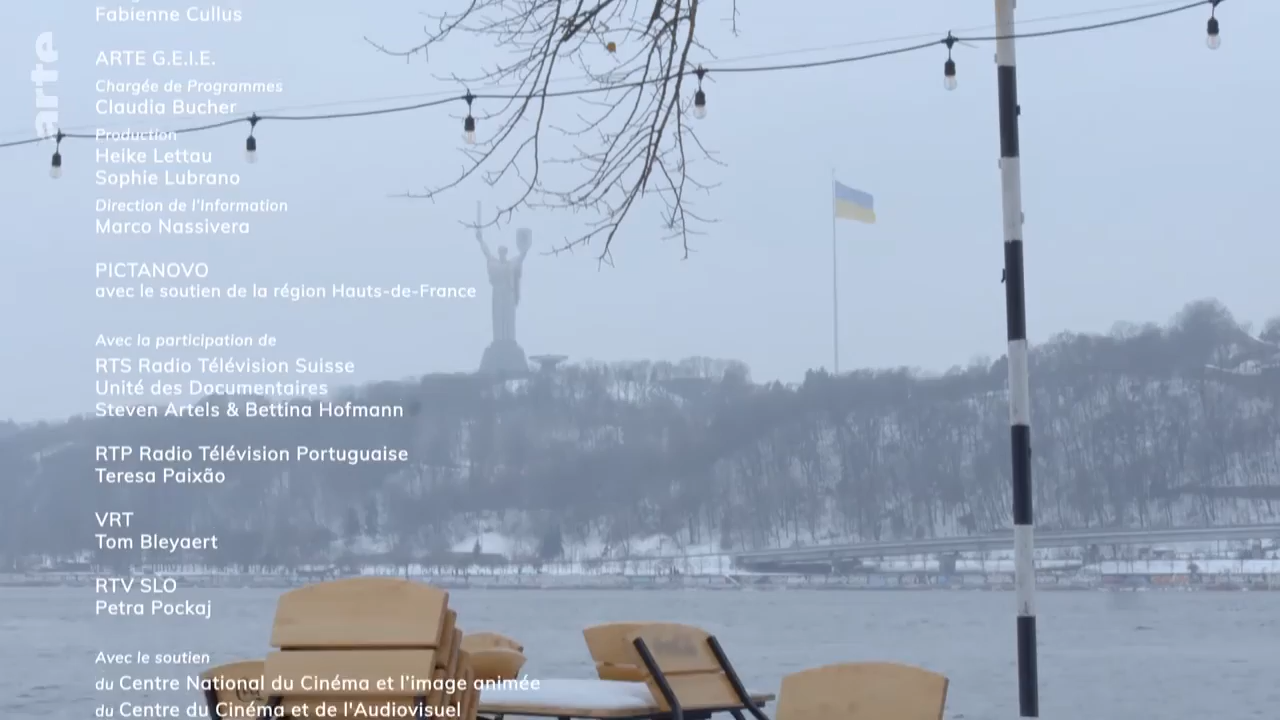 arte
Fabienne Cullus
ARTE G.E.I.E.
Chargée de Programmes
Claudia Bucher
Production
Heike Lettau
Sophie Lubrano
Direction de l'Information
Marco Nassivera
PICTANOVO
avec le soutien de la région Hauts-de-France
Avec la participation de
RTS Radio Télévision Suisse
Unité des Documentaires
Steven Artels & Bettina Hofmann
RTP Radio Télévision Portuguaise
Teresa Paixão
VRT
Tom Bleyaert
RTV SLO
Petra Pockaj
Avec le soutien
du Centre National du Cinéma et l'image animée
du Centre du Cinéma et de l'Audiovisuel